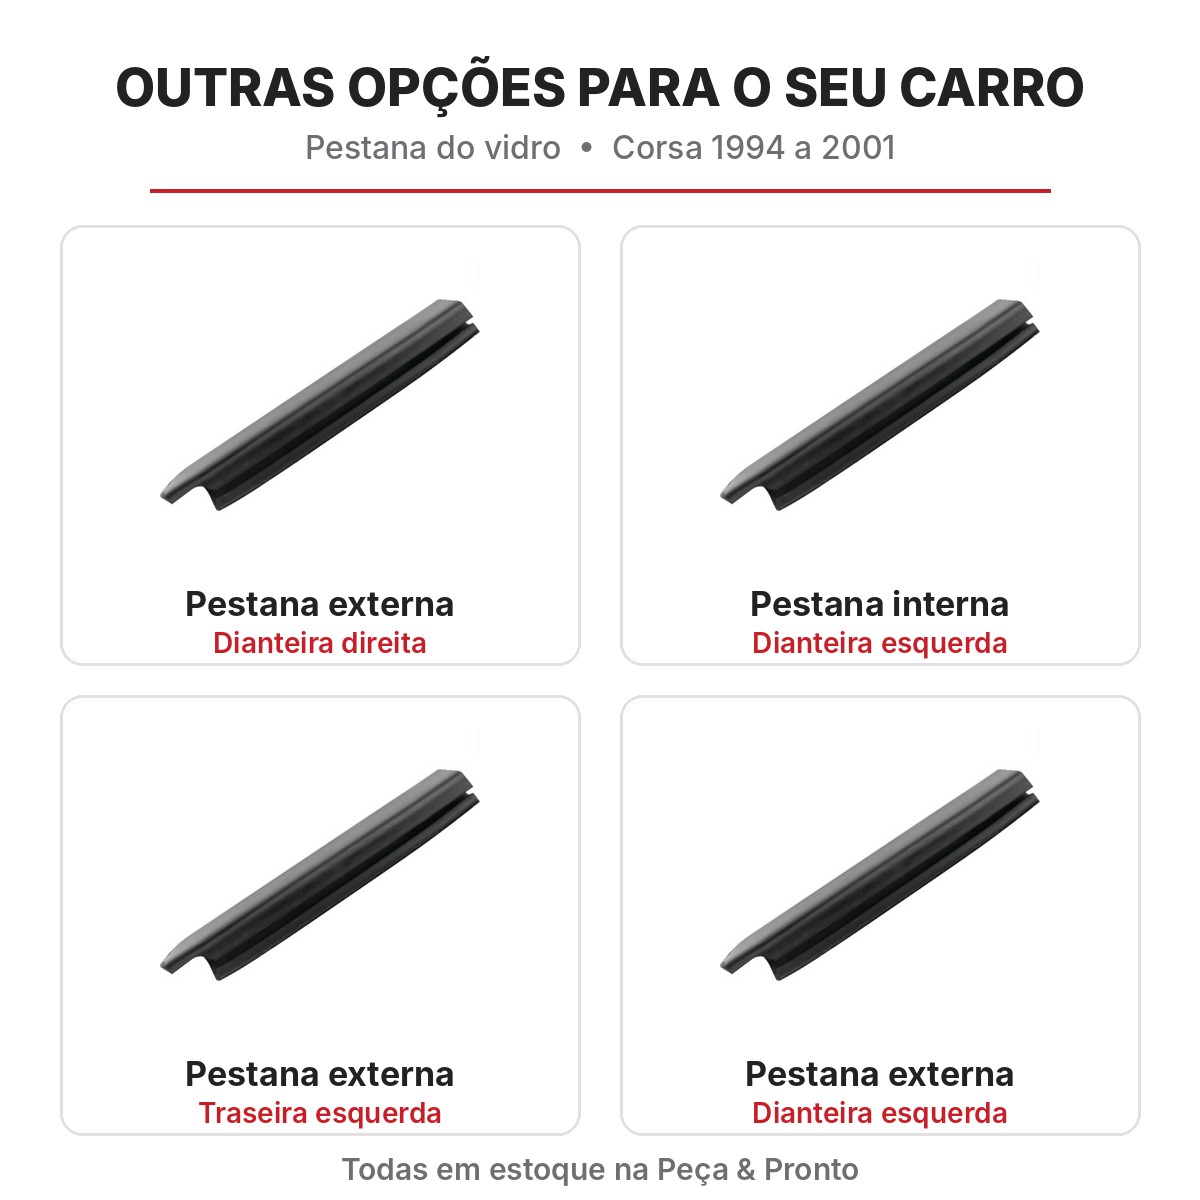 OUTRAS OPÇÕES PARA O SEU CARRO
Pestana do vidro • Corsa 1994 a 2001
Pestana externa
Dianteira direita
Pestana interna
Dianteira esquerda
Pestana externa
Traseira esquerda
Pestana externa
Dianteira esquerda
Todas em estoque na Peça & Pronto